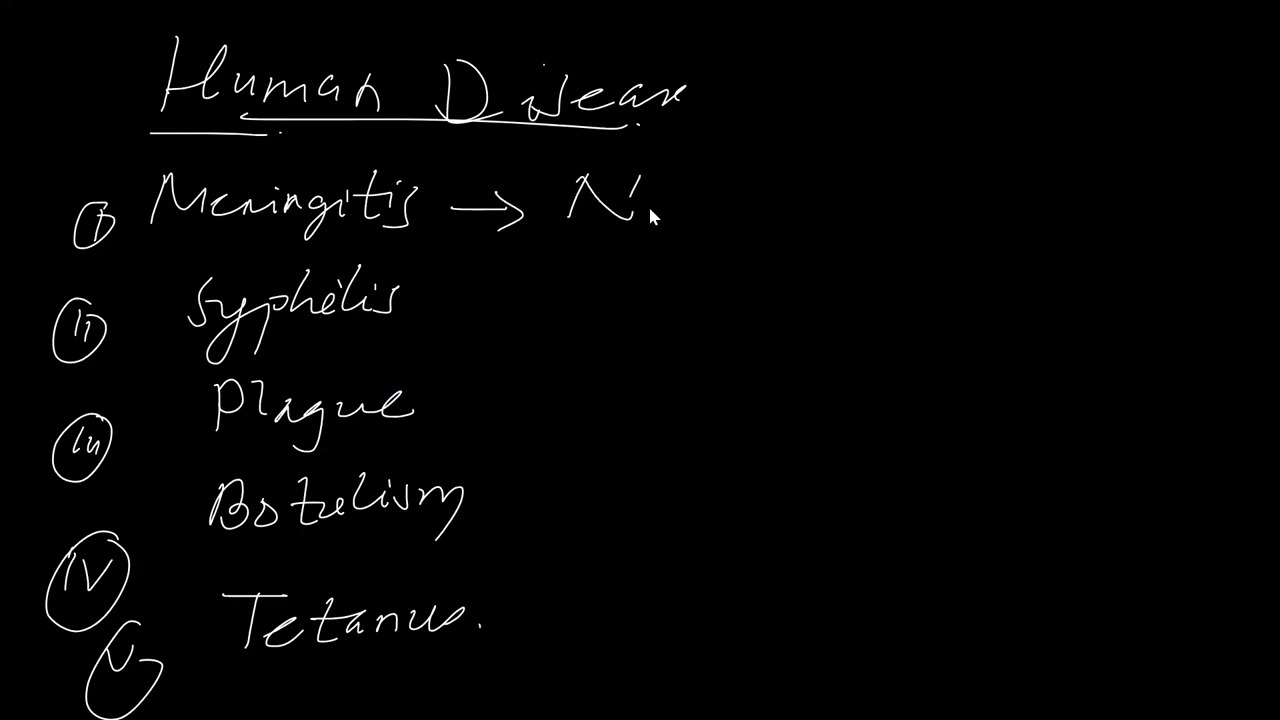 Human Disease
(i) Meningitis → N
(ii) Syphilis
(iii) Plague
(iv) Botulism
(v) Tetanus.